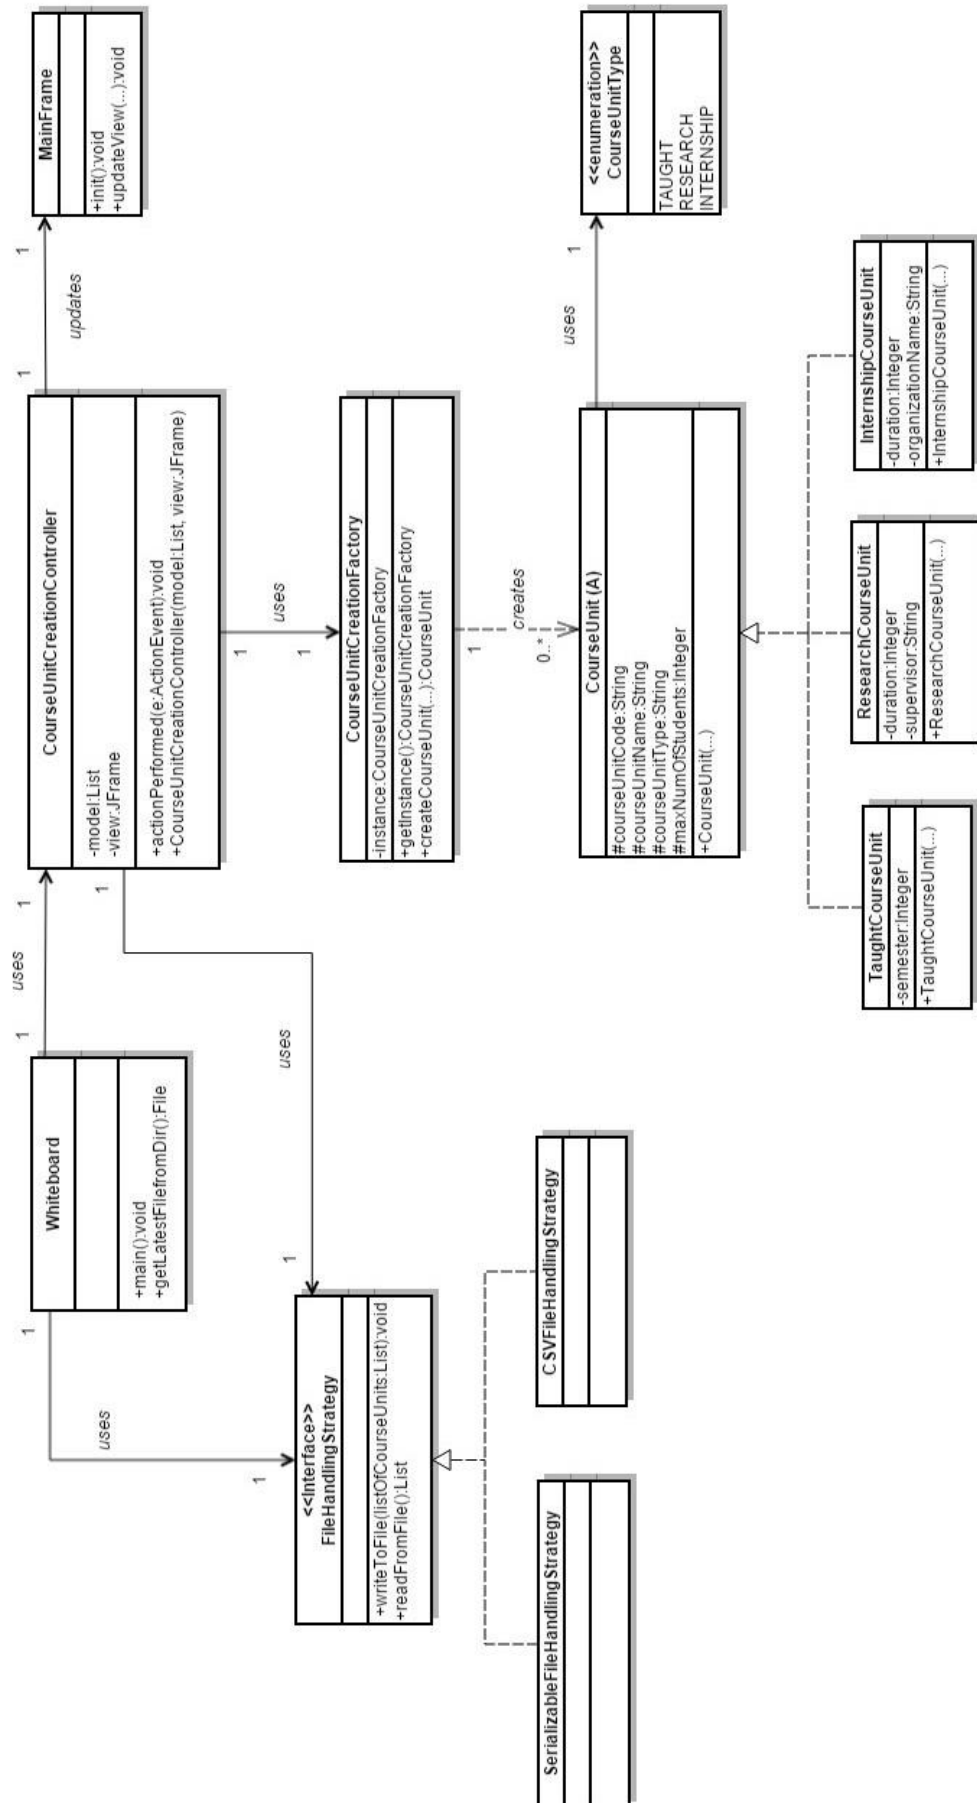 Whiteboard
+main():void
+getLatestFilefromDir():File
1
uses
1
CourseUnitCreationController
-model:List
-view:JFrame
+actionPerformed(e:ActionEvent):void
+CourseUnitCreationController(model:List, view:JFrame)
1
updates
1
MainFrame
+init():void
+updateView(...):void
1
uses
1
1
uses
1
<<Interface>>
FileHandlingStrategy
+writeToFile(listOfCourseUnits:List):void
+readFromFile():List
1
uses
1
CourseUnitCreationFactory
-instance:CourseUnitCreationFactory
+getInstance():CourseUnitCreationFactory
+createCourseUnit(...):CourseUnit
1
creates
0..*
SerializableFileHandlingStrategy
CSVFileHandlingStrategy
CourseUnit (A)
#courseUnitCode:String
#courseUnitName:String
#courseUnitType:String
#maxNumOfStudents:Integer
+CourseUnit(...)
uses
1
<<enumeration>>
CourseUnitType
TAUGHT
RESEARCH
INTERNSHIP
TaughtCourseUnit
-semester:Integer
+TaughtCourseUnit(...)
ResearchCourseUnit
-duration:Integer
-supervisor:String
+ResearchCourseUnit(...)
InternshipCourseUnit
-duration:Integer
-organizationName:String
+InternshipCourseUnit(...)